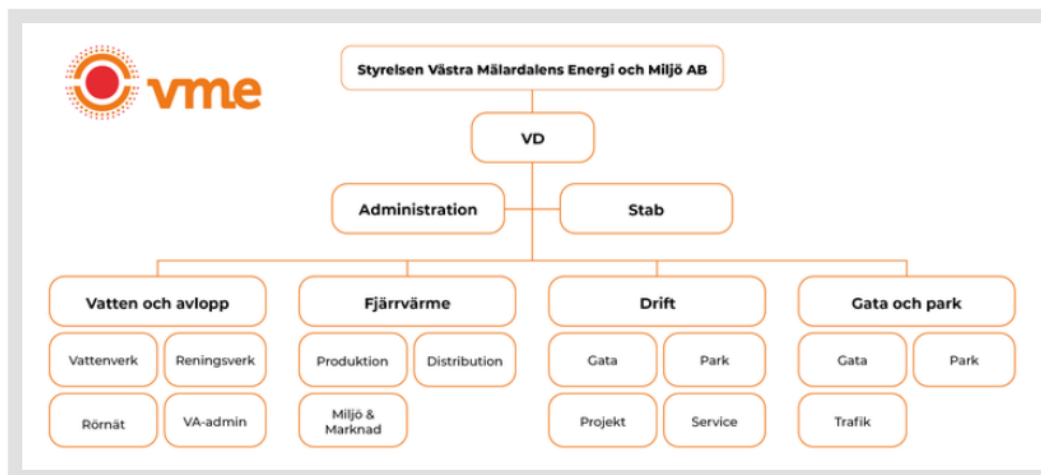 vme
Styrelsen Västra Mälardalens Energi och Miljö AB
VD
Administration
Stab
Vatten och avlopp
Vattenverk
Reningsverk
Rörnät
VA-admin
Fjärrvärme
Produktion
Distribution
Miljö &
Marknad
Drift
Gata
Park
Projekt
Service
Gata och park
Gata
Park
Trafik